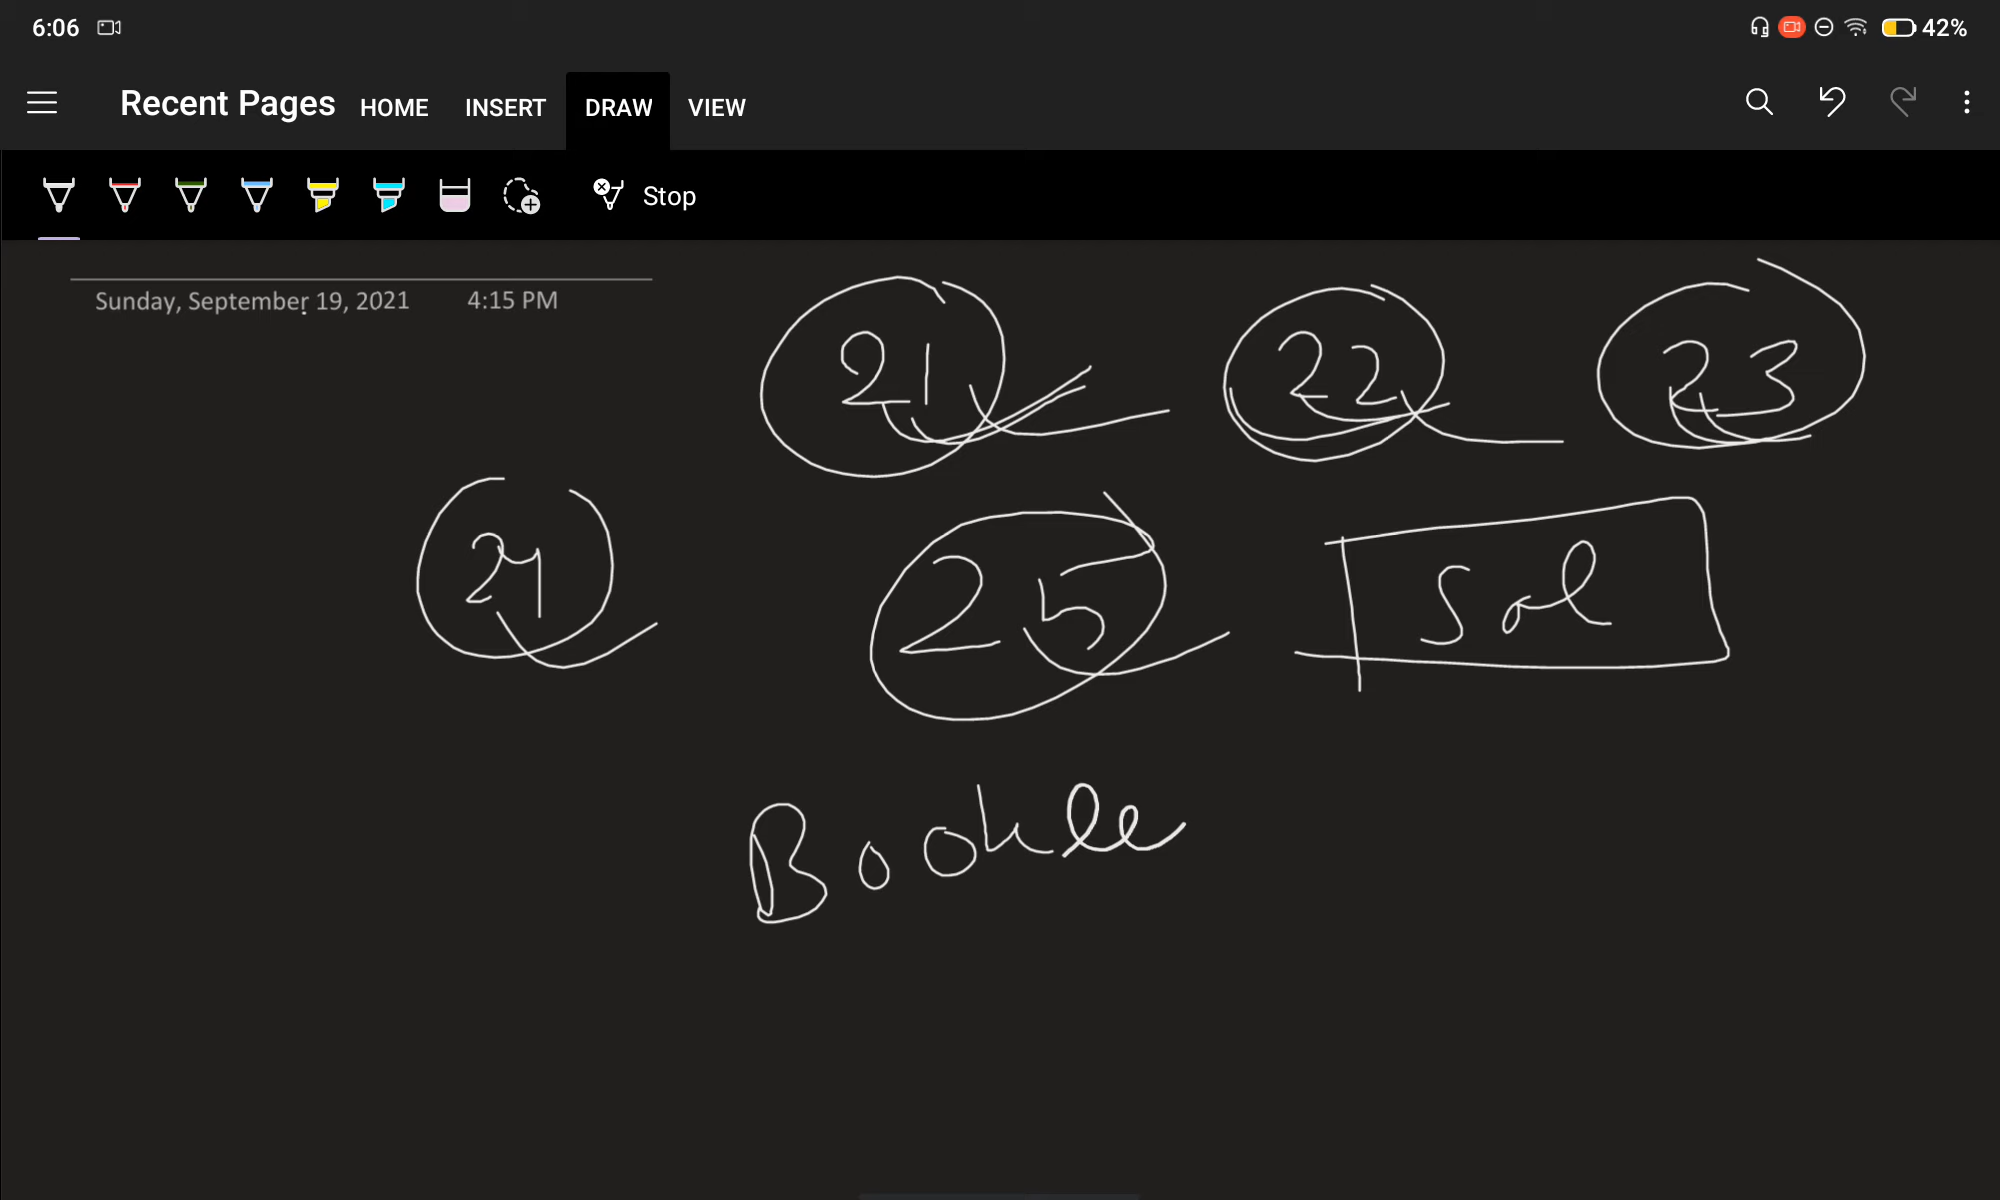 6:06 42%
Recent Pages HOME INSERT DRAW VIEW
Stop
Sunday, September 19, 2021 4:15 PM
21 22 23
24 25 Sol